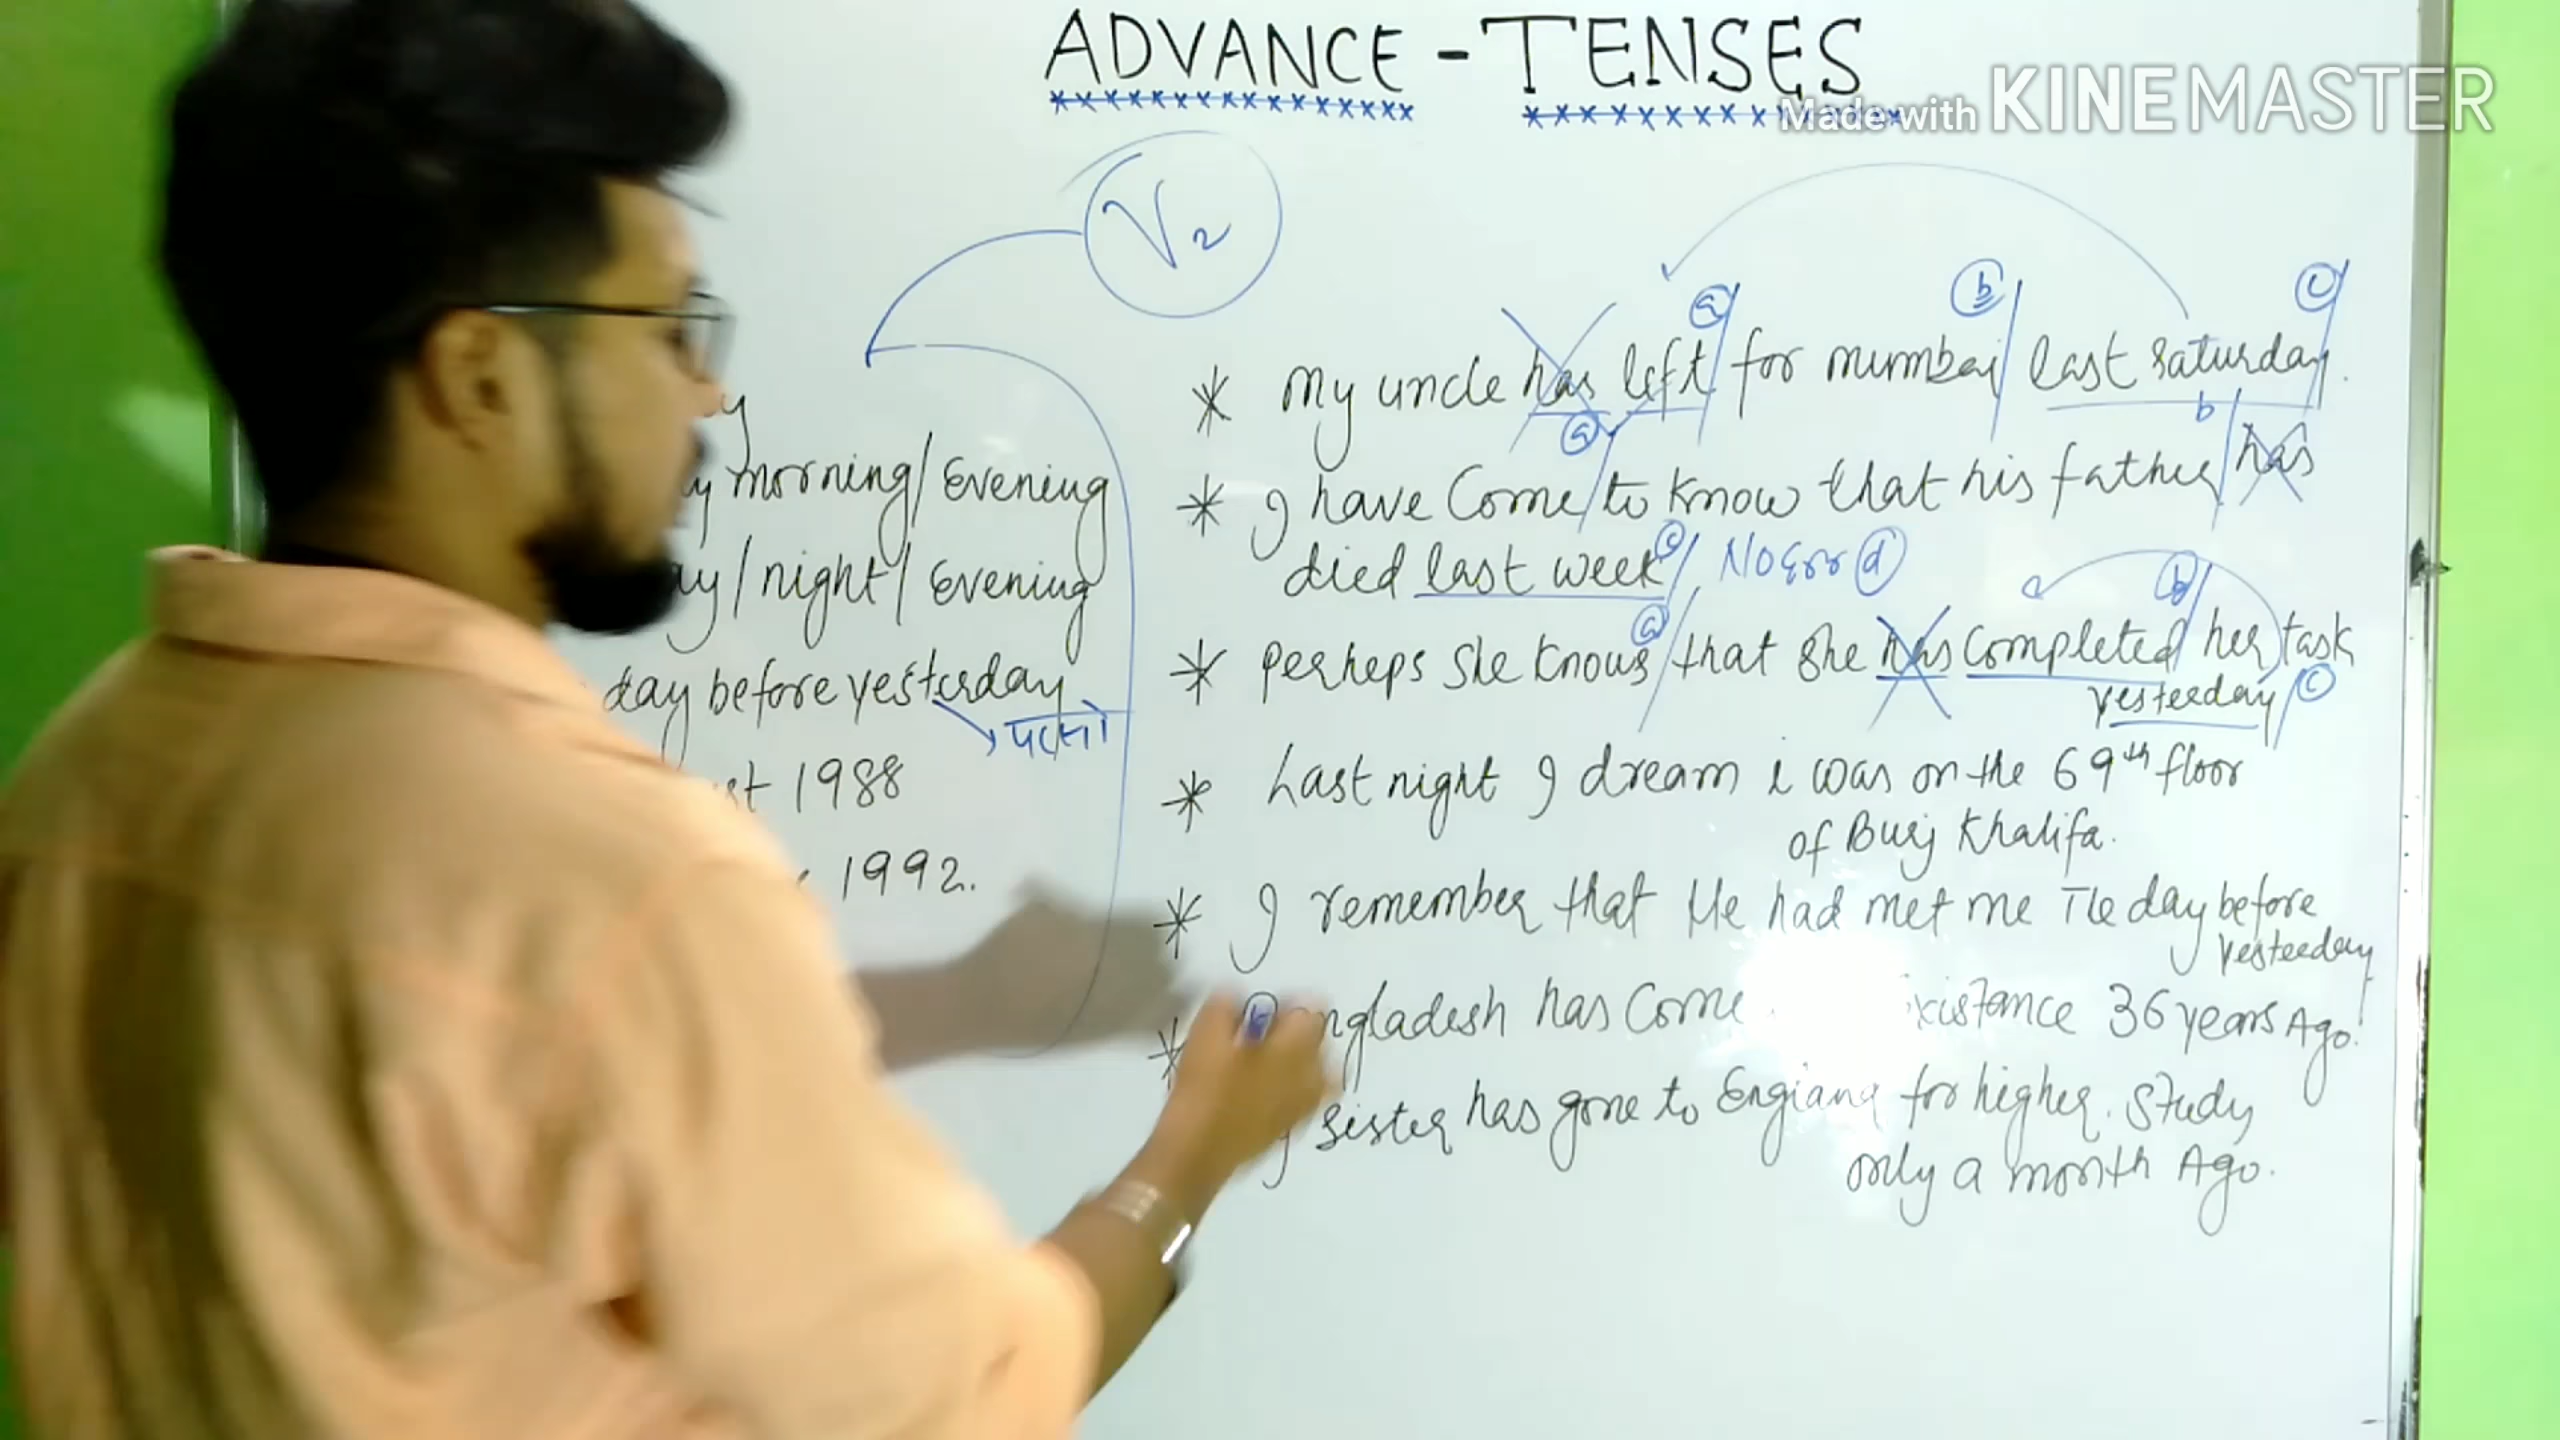 ADVANCE - TENSES
Made with KINEMASTER
V2
morning/ Evening
/ night/ Evening
day before yesterday
1988
1992.
a b c
* My uncle has left for mumbai last saturday.
a b
* I have Come to know that his father has
died last week c / No Err d
a b
* perheps she knows that she has completed her task
yesterday c
* Last night I dream i was on the 69th floor
of Burj Khalifa.
* I remember that He had met me The day before
yesterday
* ngladesh has Come xistance 36 years Ago.
sister has gone to for higher. study
only a month Ago.